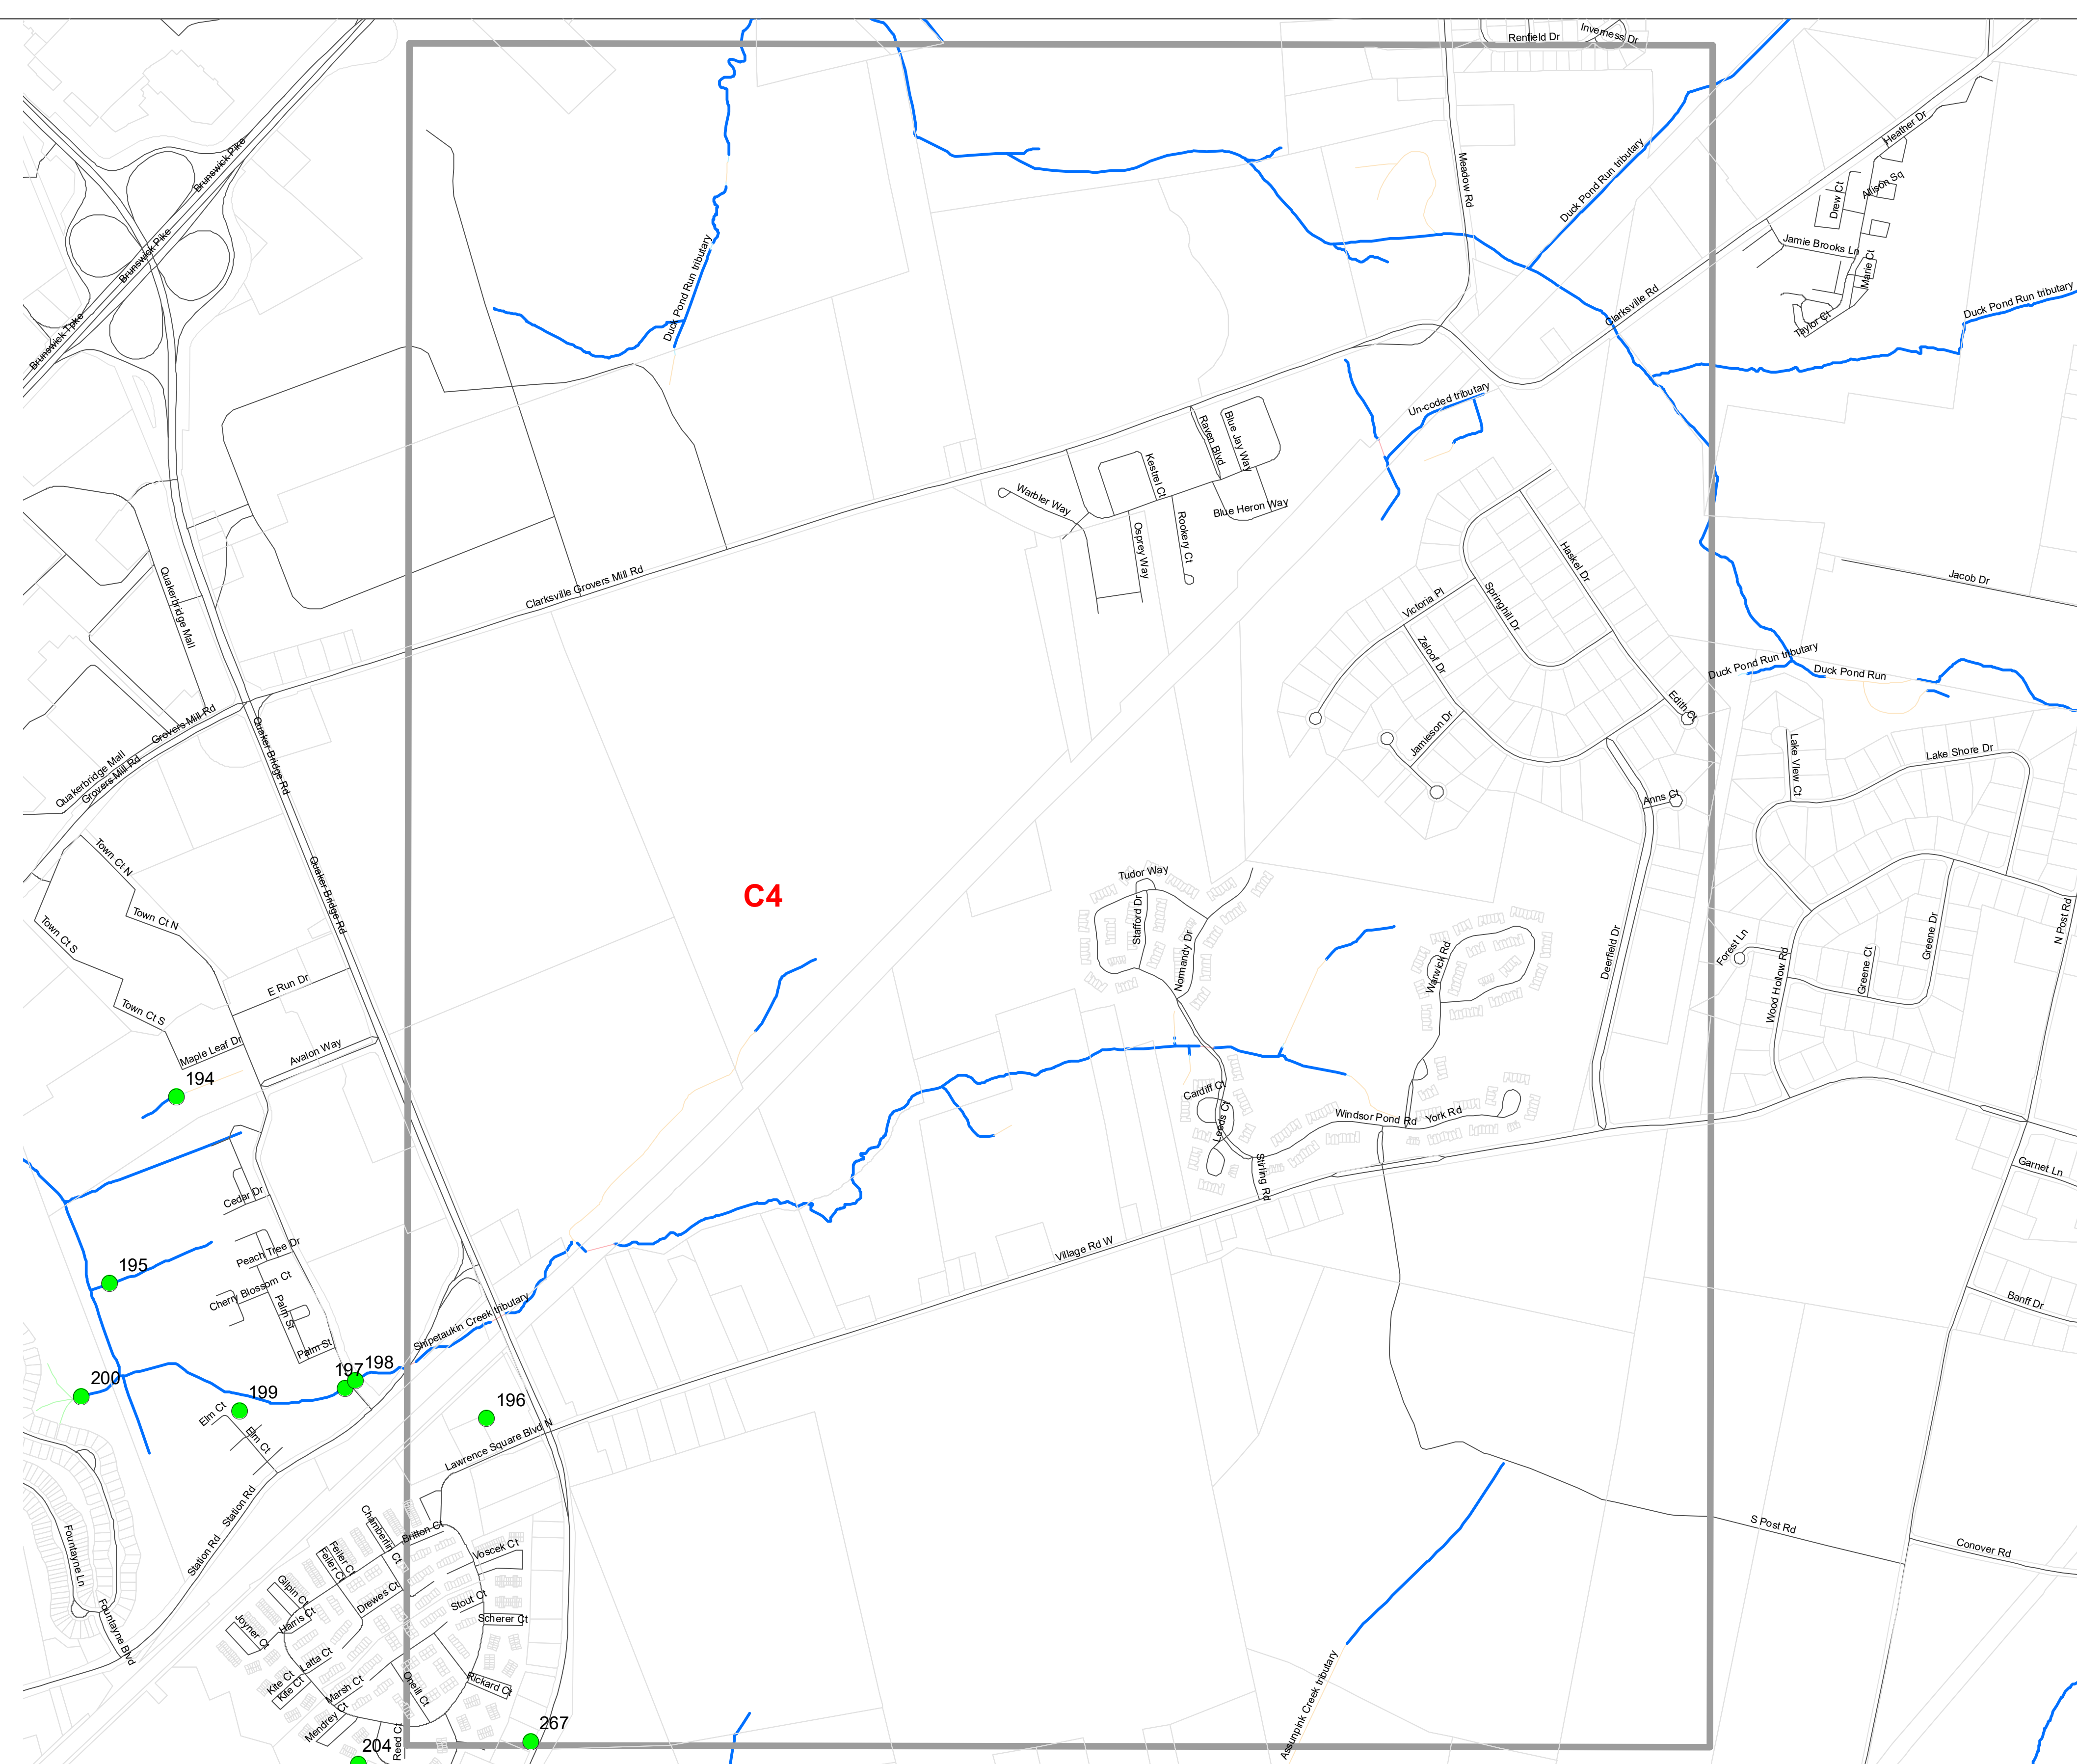 Renfield Dr
Inverness Dr
Brunswick Pike
Brunswick Pike
Brunswick Tpke
Duck Pond Run tributary
Meadow Rd
Duck Pond Run tributary
Heather Dr
Allison Sq
Drew Ct
Jamie Brooks Ln
Marie Ct
Taylor Ct
Duck Pond Run tributary
Clarksville Rd
Un-coded tributary
Raven Blvd
Blue Jay Way
Kestrel Ct
Warbler Way
Blue Heron Way
Osprey Way
Rookery Ct
Clarksville Grovers Mill Rd
Quakerbridge Mall
Haskel Dr
Springhill Dr
Victoria Pl
Zeloof Dr
Jamieson Dr
Edith Ct
Anns Ct
Jacob Dr
Duck Pond Run tributary
Duck Pond Run
Lake View Ct
Lake Shore Dr
Grovers Mill Rd
Quakerbridge Mall
Grovers Mill Rd
Quaker Bridge Rd
Quaker Bridge Rd
Town Ct N
Town Ct N
Town Ct S
Town Ct S
E Run Dr
Maple Leaf Dr
Avalon Way
C4
Tudor Way
Stafford Dr
Normandy Dr
Warwick Rd
Deerfield Dr
Forest Ln
Wood Hollow Rd
Greene Ct
Greene Dr
N Post Rd
194
Cardiff Ct
Leeds Ct
Windsor Pond Rd
York Rd
Stirling Rd
Village Rd W
Garnet Ln
Banff Dr
Cedar Dr
Peach Tree Dr
Cherry Blossom Ct
Palm St
Palm St
195
Shipetaukin Creek tributary
200
197
198
199
196
Elm Ct
Elm Ct
Lawrence Square Blvd N
Station Rd
Station Rd
Fountayne Ln
Fountayne Blvd
Chamberlin Ct
Britton Ct
Voscek Ct
Feiler Ct
Feiler Ct
Gilpin Ct
Drewes Ct
Stout Ct
Scherer Ct
Harris Ct
Joyner Ct
Latta Ct
Kite Ct
Kite Ct
Marsh Ct
Oneill Ct
Rickard Ct
Mendrey Ct
Reed Ct
204
267
Assunpink Creek tributary
S Post Rd
Conover Rd